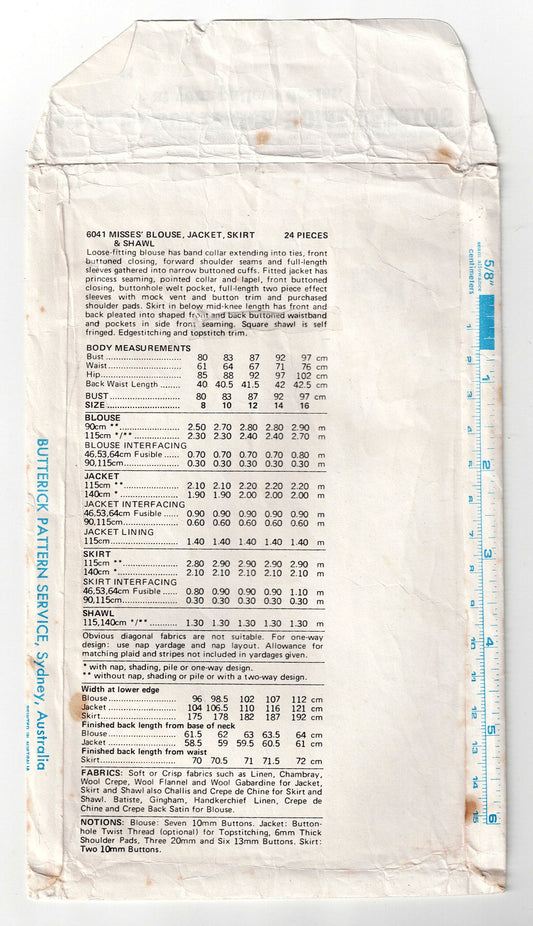 6041 MISSES' BLOUSE, JACKET, SKIRT 24 PIECES
& SHAWL
Loose-fitting blouse has band collar extending into ties, front
buttoned closing, forward shoulder seams and full-length
sleeves gathered into narrow buttoned cuffs. Fitted jacket has
princess seaming, pointed collar and lapel, front buttoned
closing, buttonhole welt pocket, full-length two piece effect
sleeves with mock vent and button trim and purchased
shoulder pads. Skirt in below mid-knee length has front and
back pleated into shaped front and back buttoned waistband
and pockets in side front seaming. Square shawl is self
fringed. Edgestitching and topstitch trim.
BODY MEASUREMENTS
Bust 80 83 87 92 97 cm
Waist 61 64 67 71 76 cm
Hip 85 88 92 97 102 cm
Back Waist Length 40 40.5 41.5 42 42.5 cm
BUST 80 83 87 92 97 cm
SIZE 8 10 12 14 16
BLOUSE
90cm ** 2.50 2.70 2.80 2.80 2.90 m
115cm */** 2.30 2.30 2.40 2.40 2.70 m
BLOUSE INTERFACING
46,53,64cm Fusible 0.70 0.70 0.70 0.70 0.80 m
90,115cm 0.30 0.30 0.30 0.30 0.30 m
JACKET
115cm ** 2.10 2.10 2.20 2.20 2.20 m
140cm * 1.90 1.90 2.00 2.00 2.00 m
JACKET INTERFACING
46,53,64cm Fusible 0.90 0.90 0.90 0.90 0.90 m
90,115cm 0.60 0.60 0.60 0.60 0.60 m
JACKET LINING
115cm 1.40 1.40 1.40 1.40 1.40 m
SKIRT
115cm ** 2.80 2.90 2.90 2.90 2.90 m
140cm * 2.10 2.10 2.10 2.10 2.10 m
SKIRT INTERFACING
46,53,64cm Fusible 0.80 0.90 0.90 0.90 1.10 m
90,115cm 0.30 0.30 0.30 0.30 0.30 m
SHAWL
115,140cm */** 1.30 1.30 1.30 1.30 1.30 m
Obvious diagonal fabrics are not suitable. For one-way
design: use nap yardage and nap layout. Allowance for
matching plaid and stripes not included in yardages given.
* with nap, shading, pile or one-way design.
** without nap, shading or pile or with a two-way design.
Width at lower edge
Blouse 96 98.5 102 107 112 cm
Jacket 104 106.5 110 116 121 cm
Skirt 175 178 182 187 192 cm
Finished back length from base of neck
Blouse 61.5 62 63 63.5 64 cm
Jacket 58.5 59 59.5 60.5 61 cm
Finished back length from waist
Skirt 70 70.5 71 71.5 72 cm
FABRICS: Soft or Crisp fabrics such as Linen, Chambray,
Wool Crepe, Wool Flannel and Wool Gabardine for Jacket,
Skirt and Shawl also Challis and Crepe de Chine for Skirt and
Shawl. Batiste, Gingham, Handkerchief Linen, Crepe de
Chine and Crepe Back Satin for Blouse.
NOTIONS: Blouse: Seven 10mm Buttons. Jacket: Button-
hole Twist Thread (optional) for Topstitching, 6mm Thick
Shoulder Pads, Three 20mm and Six 13mm Buttons. Skirt:
Two 10mm Buttons.
BUTTERICK PATTERN SERVICE, Sydney, Australia
5/8"
seam allowance
centimeters
1 2 3 4 5 6